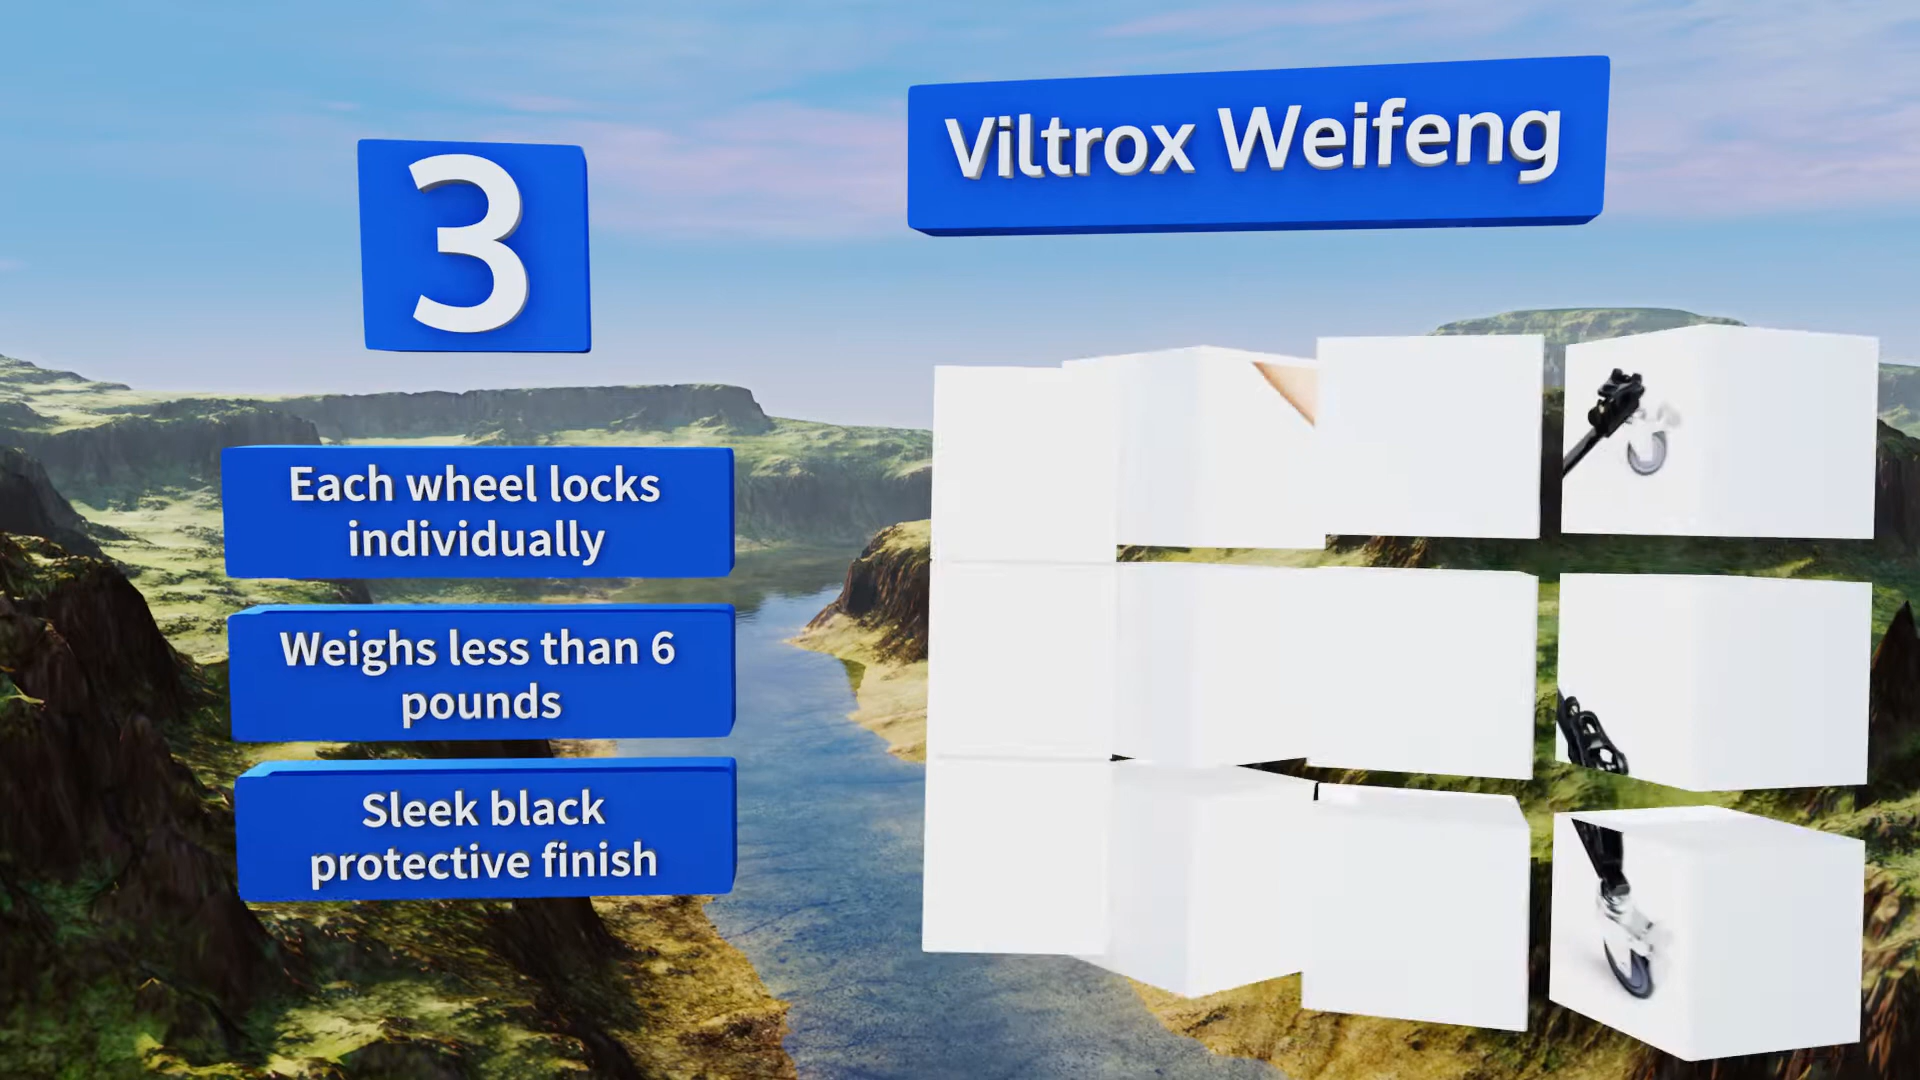 3
Viltrox Weifeng
Each wheel locks
individually
Weighs less than 6
pounds
Sleek black
protective finish